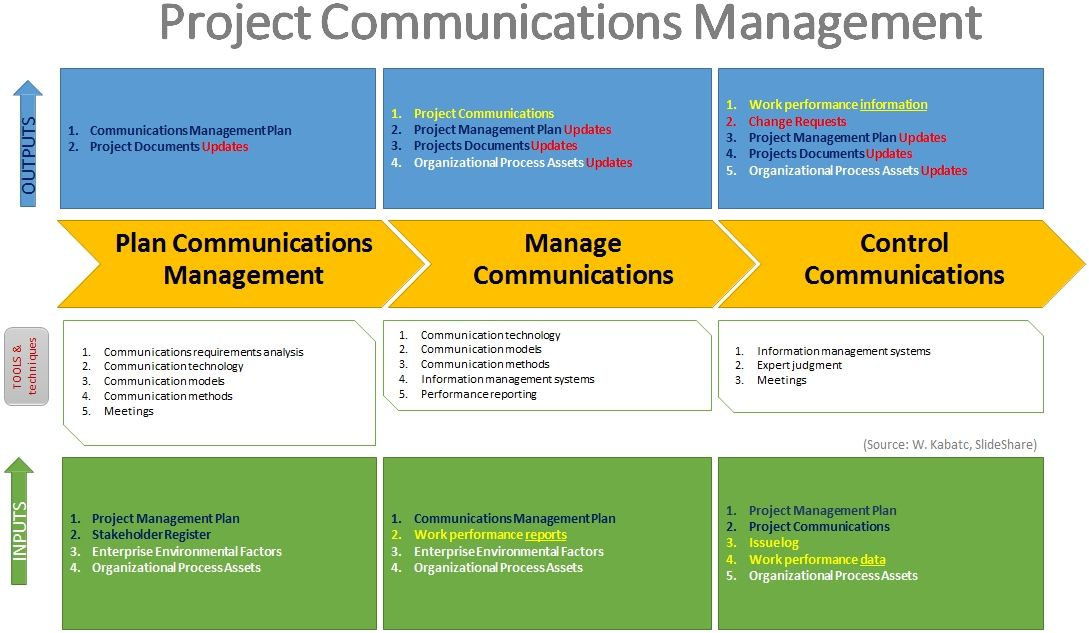 Project Communications Management
OUTPUTS
1. Communications Management Plan
2. Project Documents Updates
1. Project Communications
2. Project Management Plan Updates
3. Projects Documents Updates
4. Organizational Process Assets Updates
1. Work performance information
2. Change Requests
3. Project Management Plan Updates
4. Projects Documents Updates
5. Organizational Process Assets Updates
Plan Communications
Management
Manage
Communications
Control
Communications
TOOLS &
techniques
1. Communications requirements analysis
2. Communication technology
3. Communication models
4. Communication methods
5. Meetings
1. Communication technology
2. Communication models
3. Communication methods
4. Information management systems
5. Performance reporting
1. Information management systems
2. Expert judgment
3. Meetings
(Source: W. Kabatc, SlideShare)
INPUTS
1. Project Management Plan
2. Stakeholder Register
3. Enterprise Environmental Factors
4. Organizational Process Assets
1. Communications Management Plan
2. Work performance reports
3. Enterprise Environmental Factors
4. Organizational Process Assets
1. Project Management Plan
2. Project Communications
3. Issue log
4. Work performance data
5. Organizational Process Assets